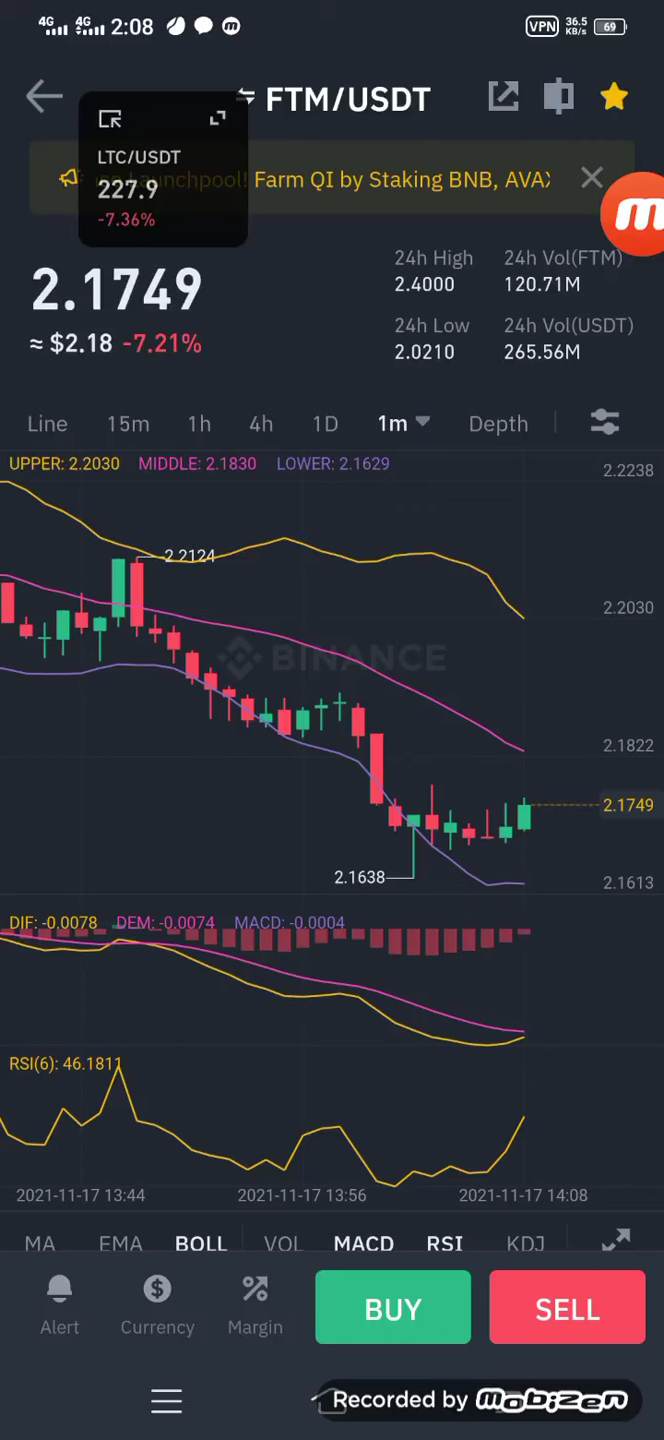 4G 4G 2:08 VPN 36.5 KB/s 69
FTM/USDT
LTC/USDT
227.9
-7.36%
Launchpool! Farm QI by Staking BNB, AVAX
m
2.1749
≈ $2.18 -7.21%
24h High 24h Vol(FTM)
2.4000 120.71M
24h Low 24h Vol(USDT)
2.0210 265.56M
Line 15m 1h 4h 1D 1m Depth
UPPER: 2.2030 MIDDLE: 2.1830 LOWER: 2.1629
2.2238
2.2124
2.2030
BINANCE
2.1822
2.1749
2.1638
2.1613
DIF: -0.0078 DEM: -0.0074 MACD: -0.0004
RSI(6): 46.1811
2021-11-17 13:44 2021-11-17 13:56 2021-11-17 14:08
MA EMA BOLL VOL MACD RSI KDJ
Alert Currency Margin BUY SELL
Recorded by mobizen